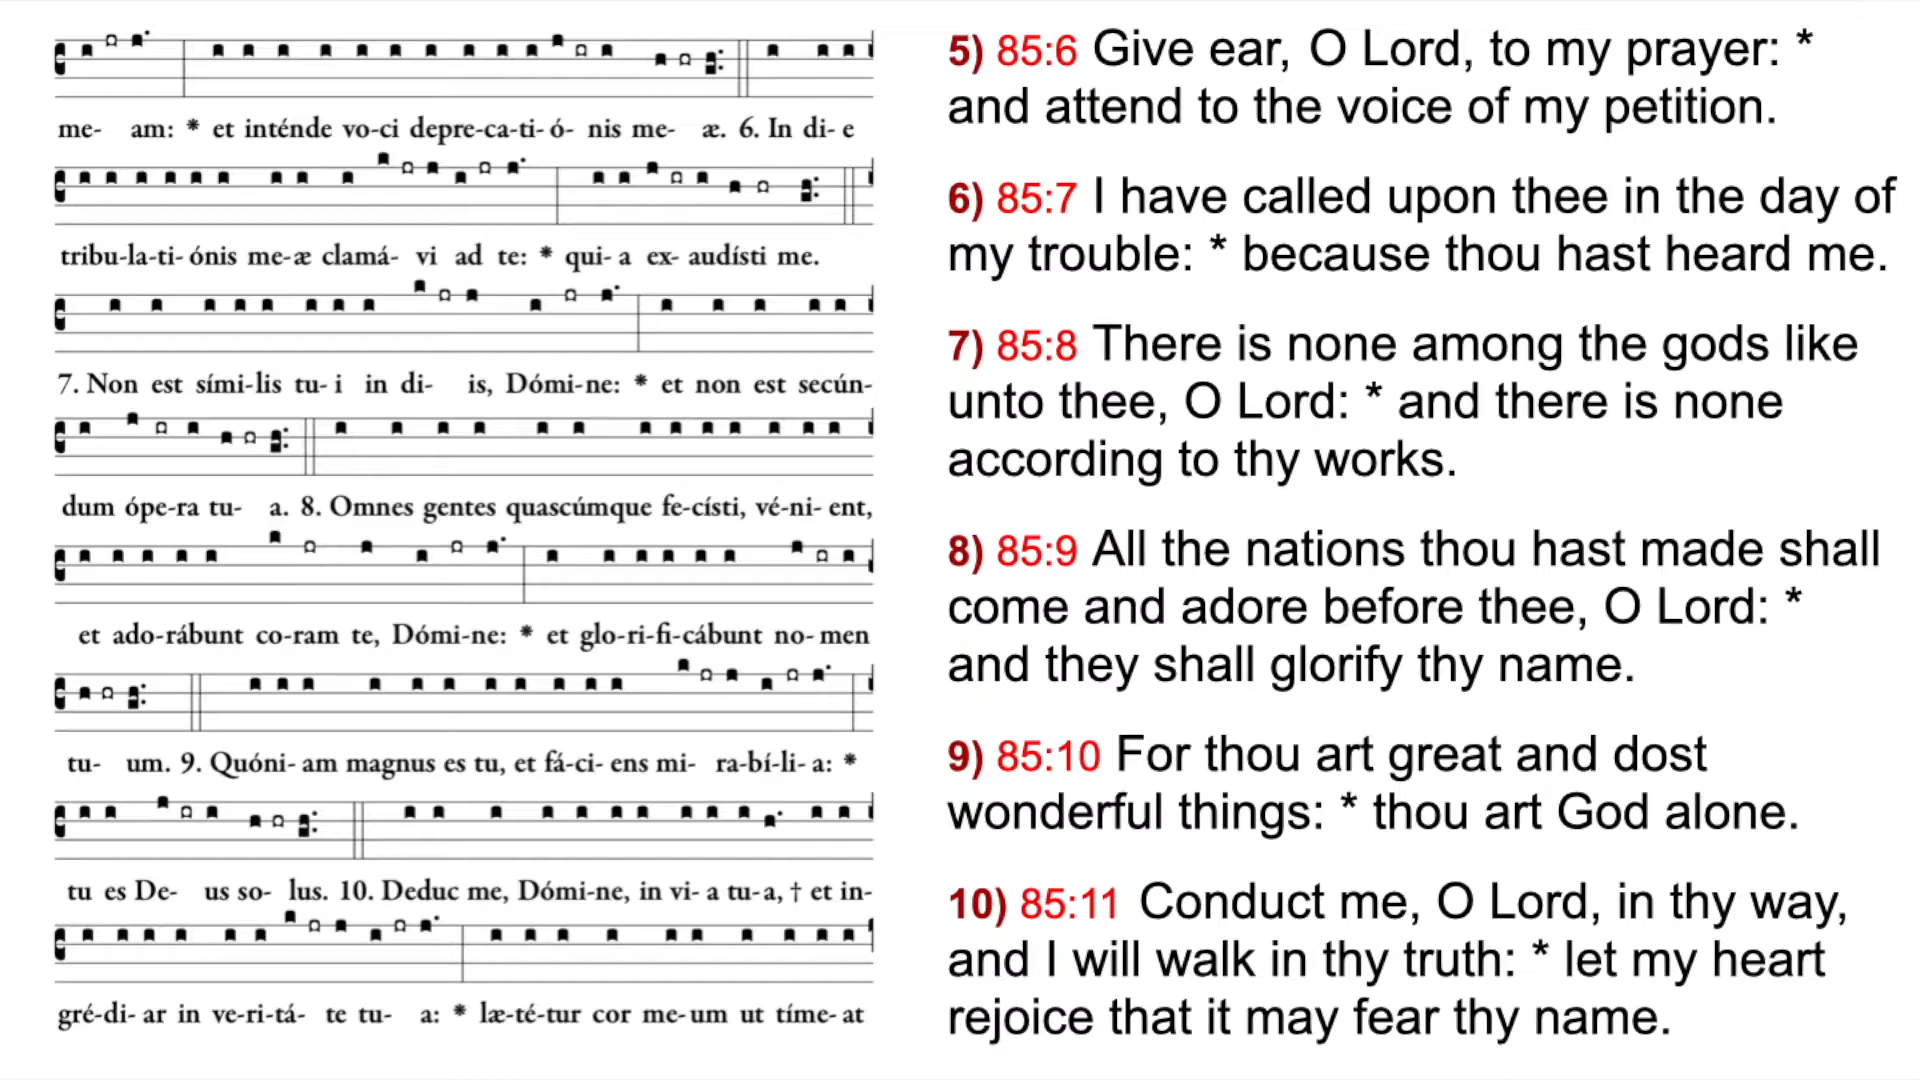 me- am: * et inténde vo-ci depre-ca-ti-ó- nis me- æ. 6. In di- e
tribu-la-ti-ónis me-æ clamá- vi ad te: * qui- a ex- audísti me.
7. Non est sími-lis tu- i in di- is, Dómi-ne: * et non est secún-
dum ópe-ra tu- a. 8. Omnes gentes quascúmque fe-císti, vé-ni- ent,
et ado-rábunt co-ram te, Dómi-ne: * et glo-ri-fi-cábunt no-men
tu- um. 9. Quóni- am magnus es tu, et fá-ci- ens mi- ra-bí-li- a: *
tu es De- us so- lus. 10. Deduc me, Dómi-ne, in vi- a tu-a, † et in-
gré-di- ar in ve-ri-tá- te tu- a: * læ-té-tur cor me-um ut tíme- at
5) 85:6 Give ear, O Lord, to my prayer: *
and attend to the voice of my petition.
6) 85:7 I have called upon thee in the day of
my trouble: * because thou hast heard me.
7) 85:8 There is none among the gods like
unto thee, O Lord: * and there is none
according to thy works.
8) 85:9 All the nations thou hast made shall
come and adore before thee, O Lord: *
and they shall glorify thy name.
9) 85:10 For thou art great and dost
wonderful things: * thou art God alone.
10) 85:11 Conduct me, O Lord, in thy way,
and I will walk in thy truth: * let my heart
rejoice that it may fear thy name.